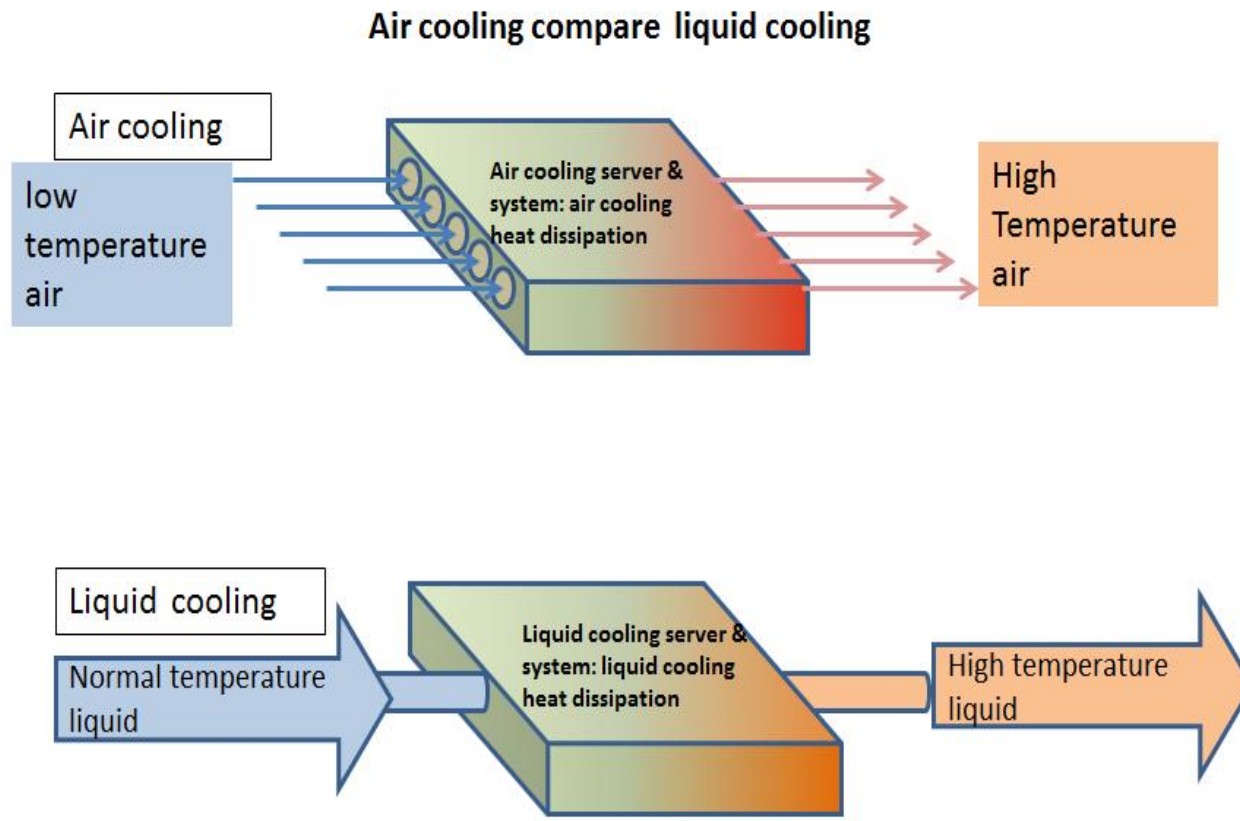 Air cooling compare liquid cooling
Air cooling
low
temperature
air
Air cooling server &
system: air cooling
heat dissipation
High
Temperature
air
Liquid cooling
Normal temperature
liquid
Liquid cooling server &
system: liquid cooling
heat dissipation
High temperature
liquid